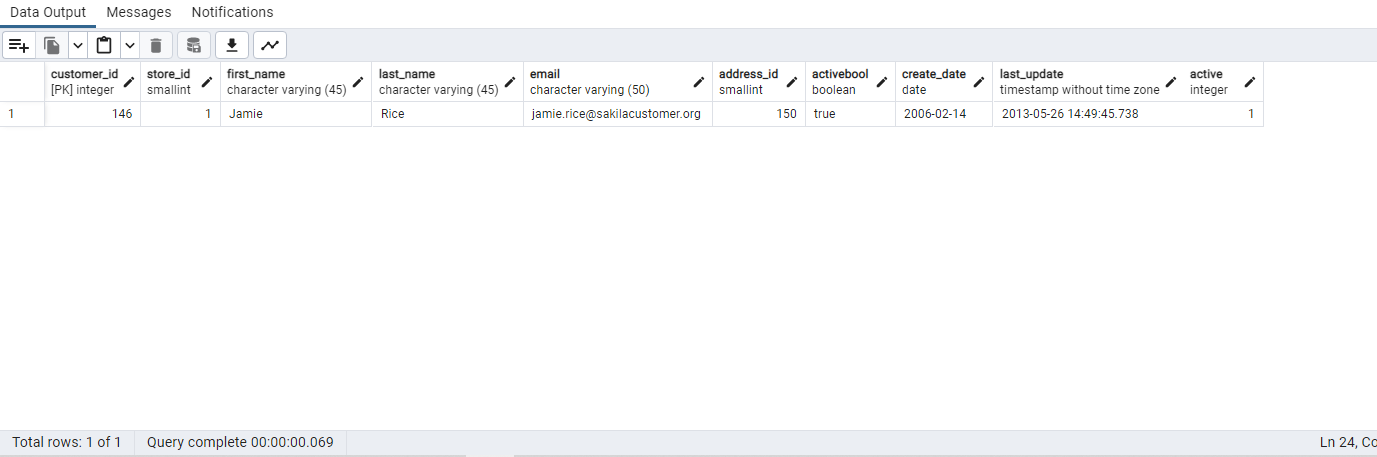 Data Output Messages Notifications
customer_id store_id first_name last_name email address_id activebool create_date last_update active
[PK] integer smallint character varying (45) character varying (45) character varying (50) smallint boolean date timestamp without time zone integer
1 146 1 Jamie Rice jamie.rice@sakilacustomer.org 150 true 2006-02-14 2013-05-26 14:49:45.738 1
Total rows: 1 of 1 Query complete 00:00:00.069 Ln 24, Co